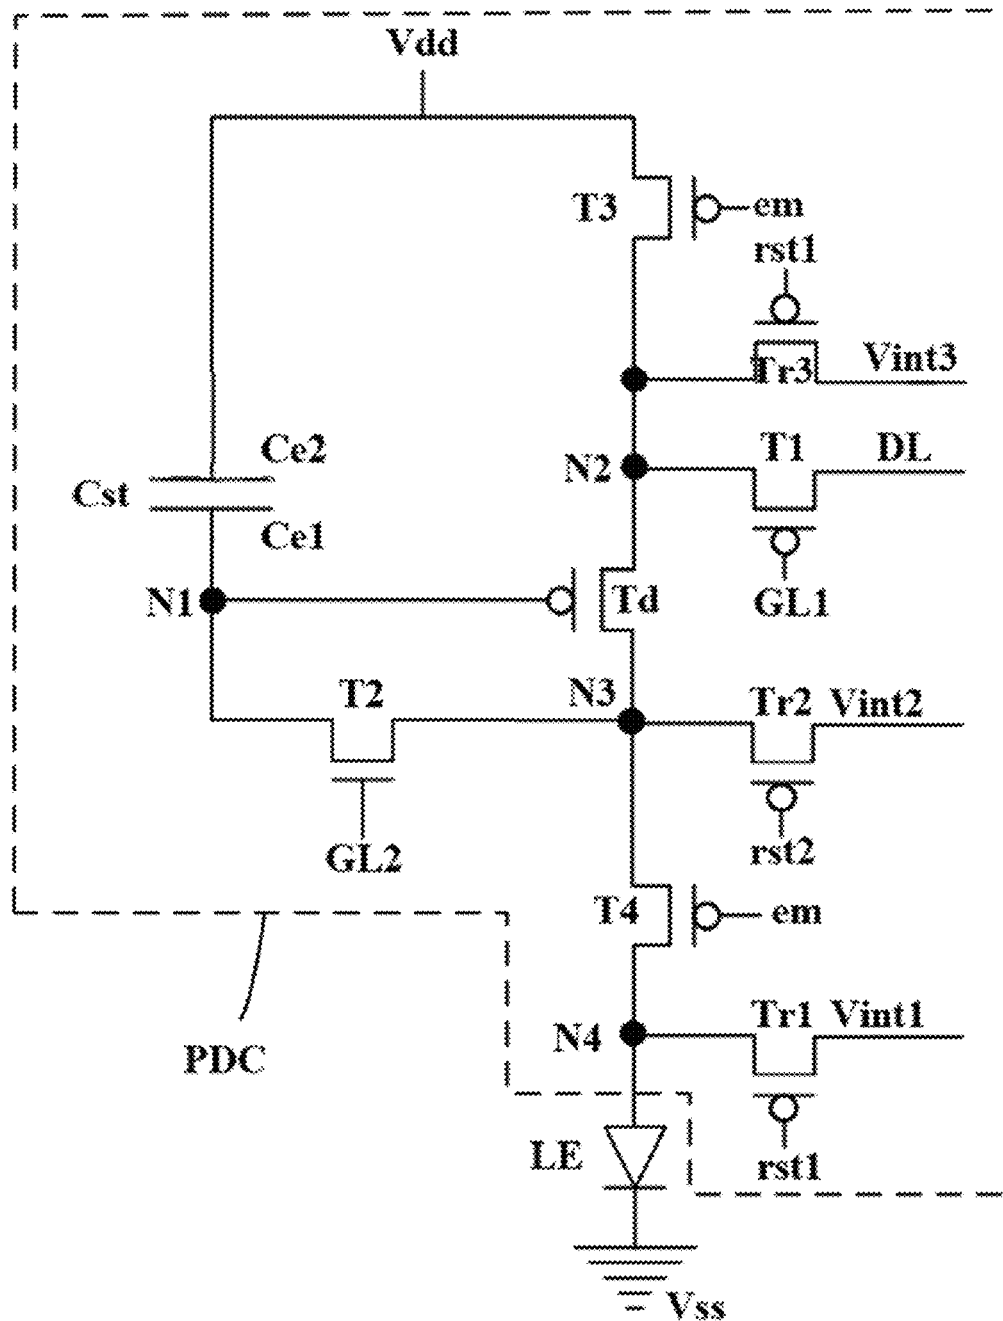 Vdd
T3
em
rst1
Tr3
Vint3
Ce2
Cst
Ce1
N2
T1
DL
N1
Td
GL1
T2
N3
Tr2
Vint2
GL2
rst2
T4
em
PDC
N4
Tr1
Vint1
LE
rst1
Vss